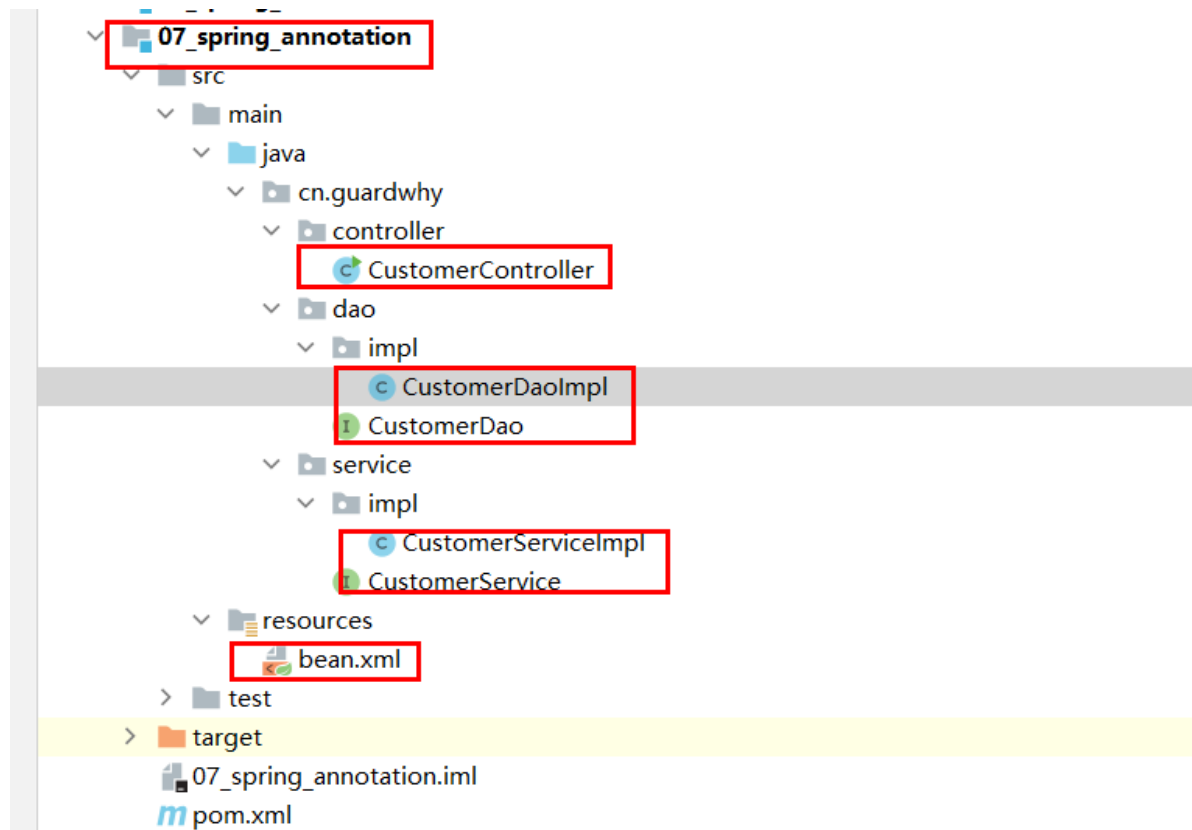 07_spring_annotation
src
main
java
cn.guardwhy
controller
CustomerController
dao
impl
CustomerDaoImpl
CustomerDao
service
impl
CustomerServiceImpl
CustomerService
resources
bean.xml
test
target
07_spring_annotation.iml
pom.xml